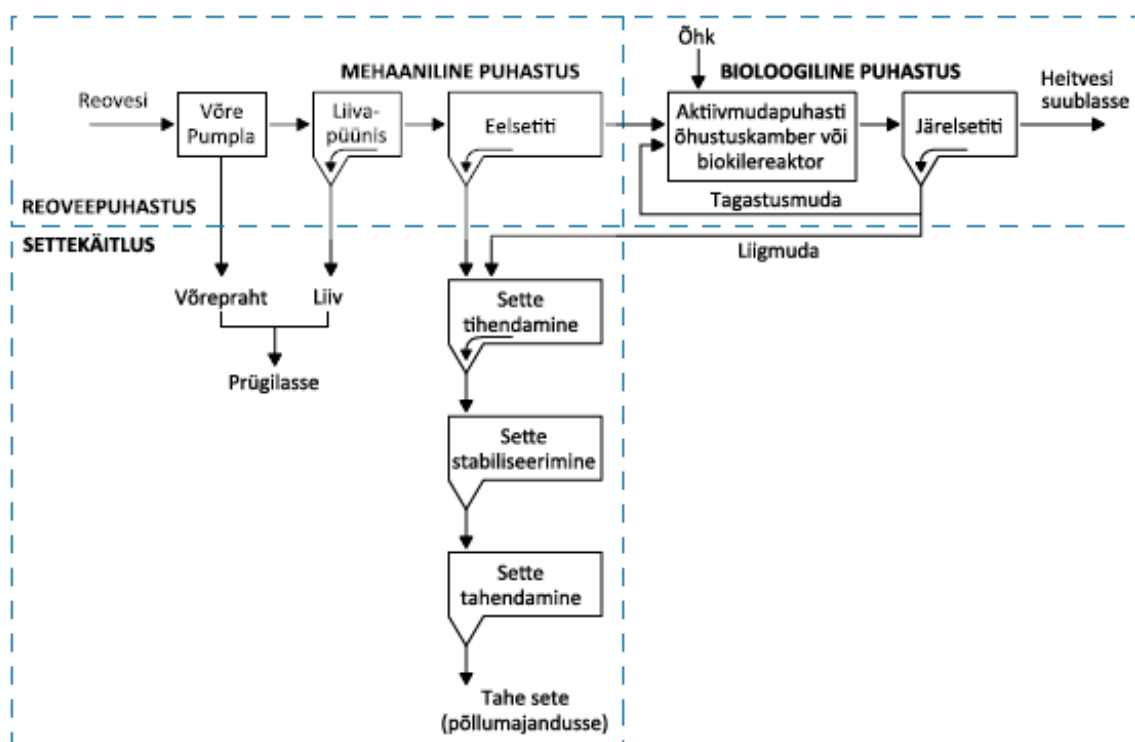 Õhk
MEHAANILINE PUHASTUS
BIOLOOGILINE PUHASTUS
Reovesi
Võre
Pumpla
Liiva-
püünis
Eelsetiti
Aktiivmudapuhasti
õhustuskamber või
biokilereaktor
Järelsetiti
Heitvesi
suublasse
Tagastusmuda
REOVEEPUHASTUS
SETTEKÄITLUS
Liigmuda
Võrepraht
Liiv
Prügilasse
Sette
tihendamine
Sette
stabiliseerimine
Sette
tahendamine
Tahe sete
(põllumajandusse)